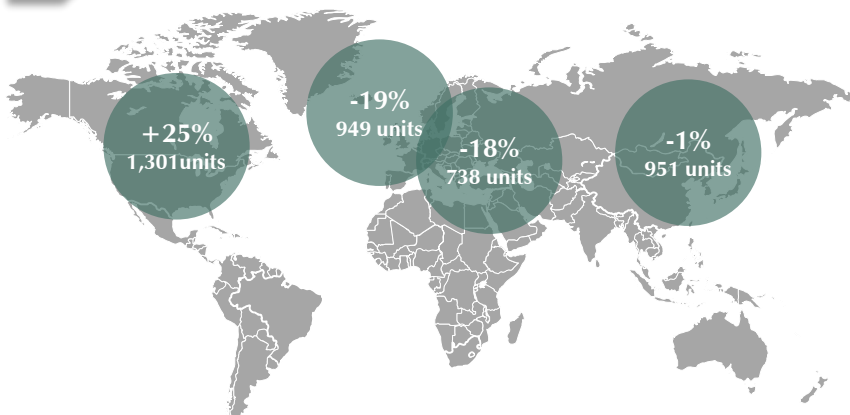 +25%
1,301units
-19%
949 units
-18%
738 units
-1%
951 units